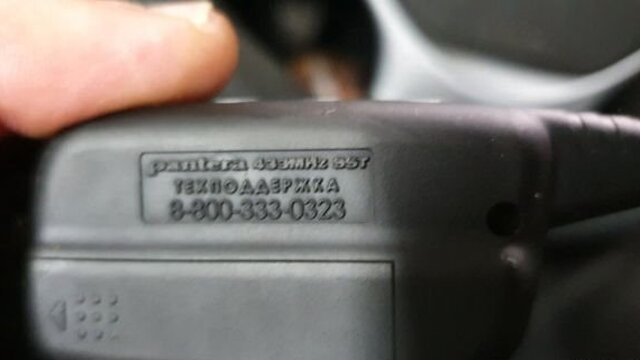 pantera 433MHz SST
ТЕХПОДДЕРЖКА
8-800-333-0323